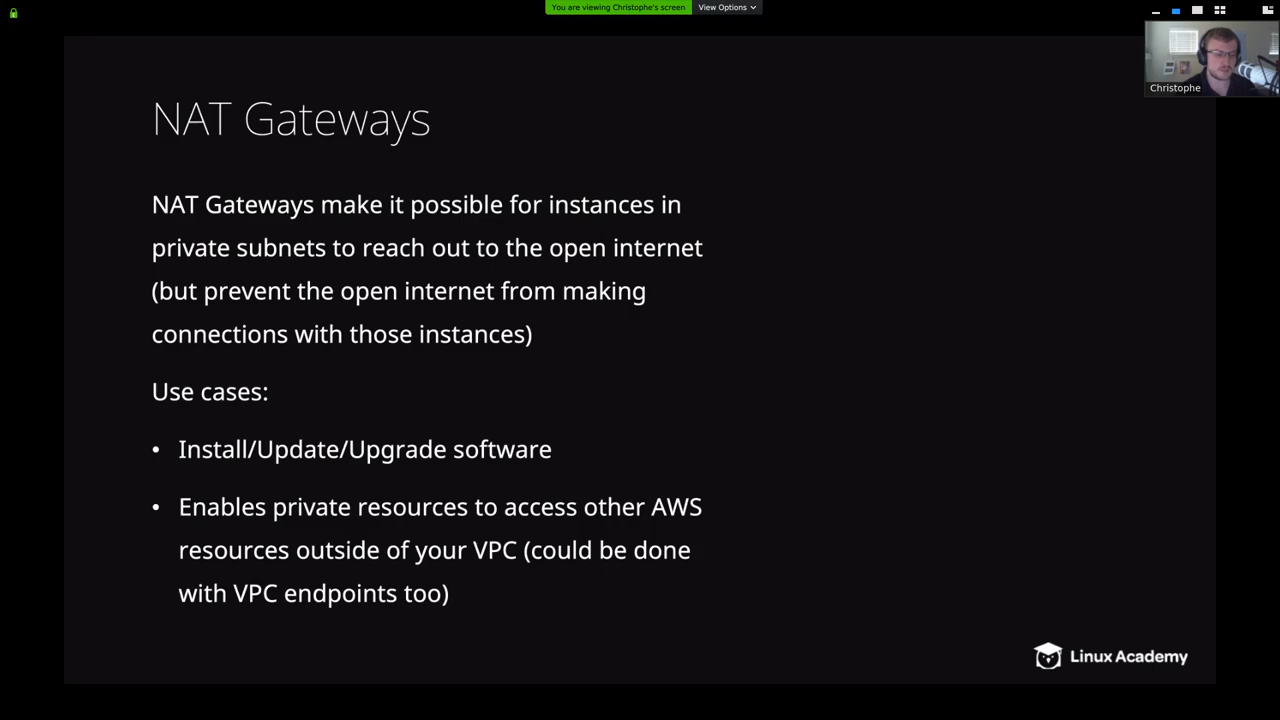 You are viewing Christophe's screen
View Options
Christophe
NAT Gateways
NAT Gateways make it possible for instances in
private subnets to reach out to the open internet
(but prevent the open internet from making
connections with those instances)
Use cases:
• Install/Update/Upgrade software
• Enables private resources to access other AWS
resources outside of your VPC (could be done
with VPC endpoints too)
Linux Academy